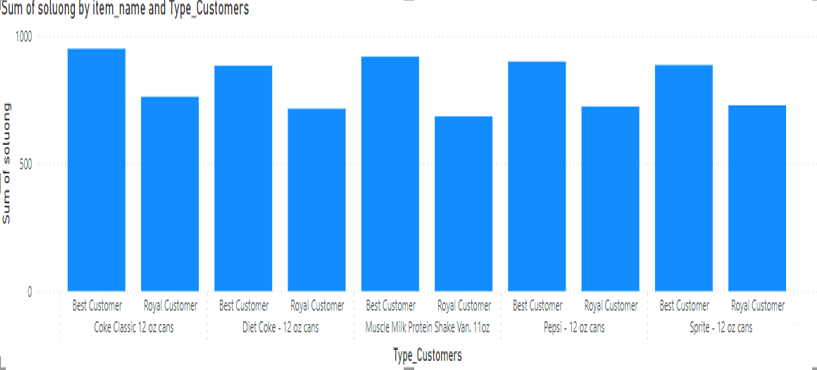 Sum of soluong by item_name and Type_Customers
1000
500
0
Sum of soluong
Best Customer Royal Customer Best Customer Royal Customer Best Customer Royal Customer Best Customer Royal Customer Best Customer Royal Customer
Coke Classic 12 oz cans Diet Coke - 12 oz cans Muscle Milk Protein Shake Van. 11oz Pepsi - 12 oz cans Sprite - 12 oz cans
Type_Customers